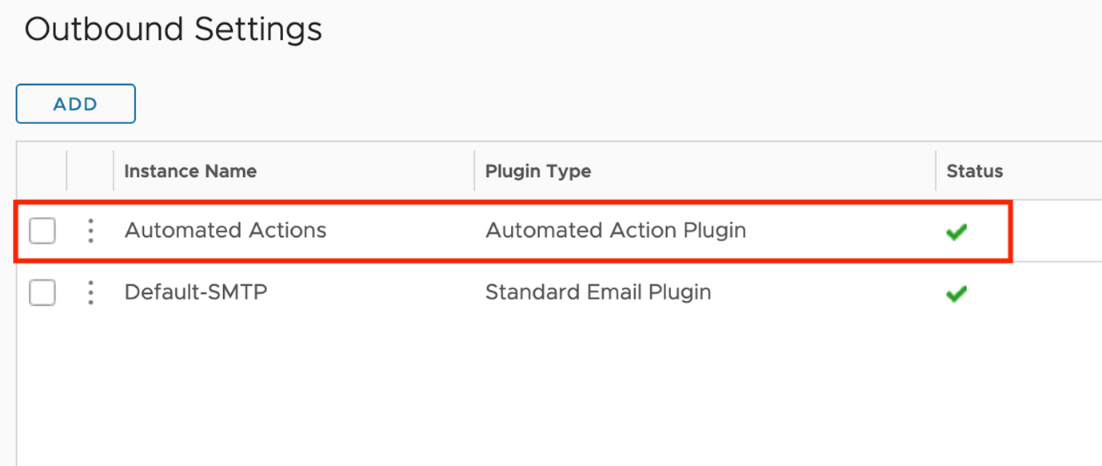 Outbound Settings
ADD
Instance Name Plugin Type Status
Automated Actions Automated Action Plugin
Default-SMTP Standard Email Plugin